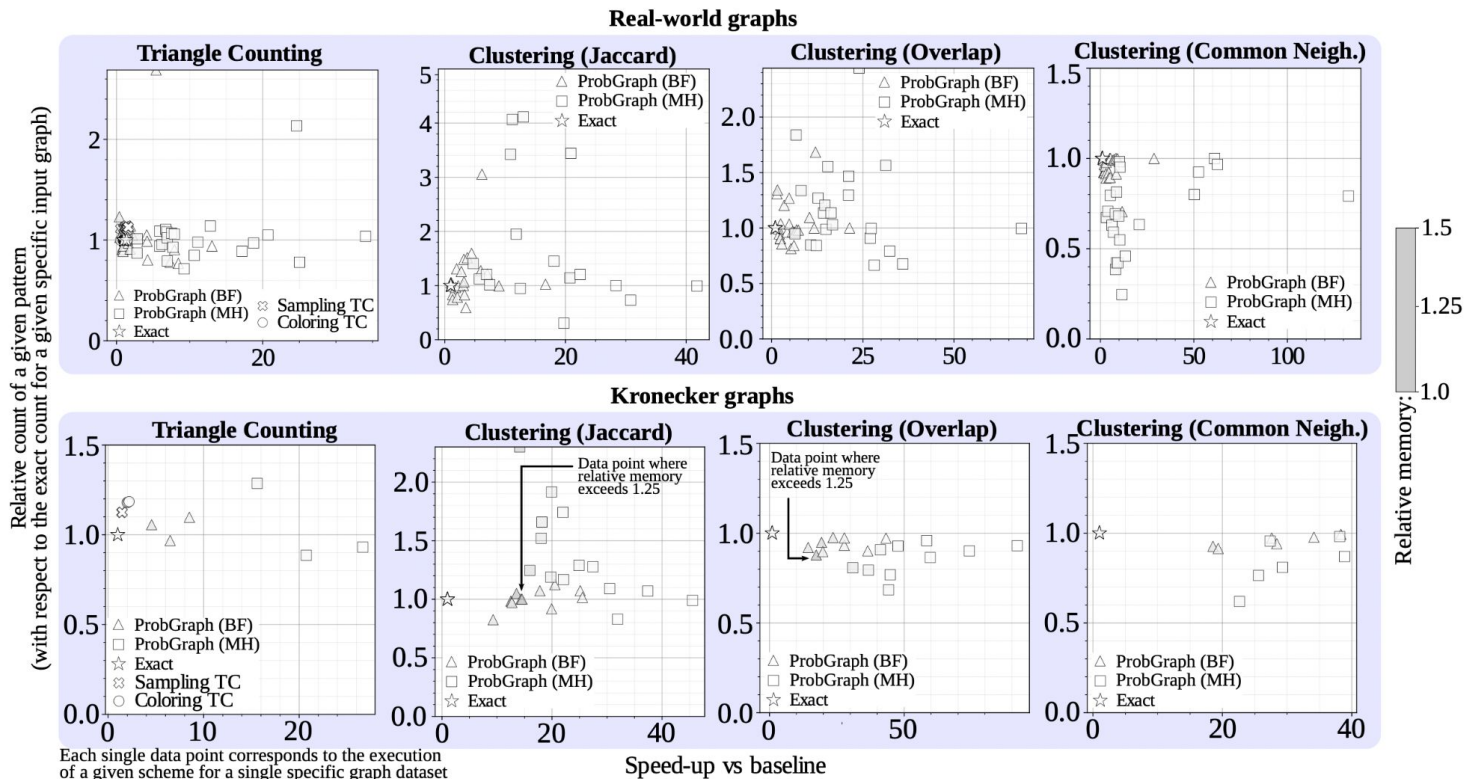 Real-world graphs
Relative count of a given pattern
(with respect to the exact count for a given specific input graph)
Triangle Counting
2
1
0
0
20
ProbGraph (BF)
ProbGraph (MH)
Exact
Sampling TC
Coloring TC
Clustering (Jaccard)
5
4
3
2
1
0
0
20
40
ProbGraph (BF)
ProbGraph (MH)
Exact
Clustering (Overlap)
2.0
1.5
1.0
0.5
0.0
0
50
ProbGraph (BF)
ProbGraph (MH)
Exact
Clustering (Common Neigh.)
1.5
1.0
0.5
0.0
0
50
100
ProbGraph (BF)
ProbGraph (MH)
Exact
Relative memory:
1.5
1.25
1.0
Kronecker graphs
Triangle Counting
1.5
1.0
0.5
0.0
0
10
20
ProbGraph (BF)
ProbGraph (MH)
Exact
Sampling TC
Coloring TC
Clustering (Jaccard)
2.0
1.5
1.0
0.5
0.0
0
20
40
Data point where
relative memory
exceeds 1.25
ProbGraph (BF)
ProbGraph (MH)
Exact
Clustering (Overlap)
1.5
1.0
0.5
0.0
0
50
Data point where
relative memory
exceeds 1.25
ProbGraph (BF)
ProbGraph (MH)
Exact
Clustering (Common Neigh.)
1.5
1.0
0.5
0.0
0
20
40
ProbGraph (BF)
ProbGraph (MH)
Exact
Each single data point corresponds to the execution
of a given scheme for a single specific graph dataset
Speed-up vs baseline